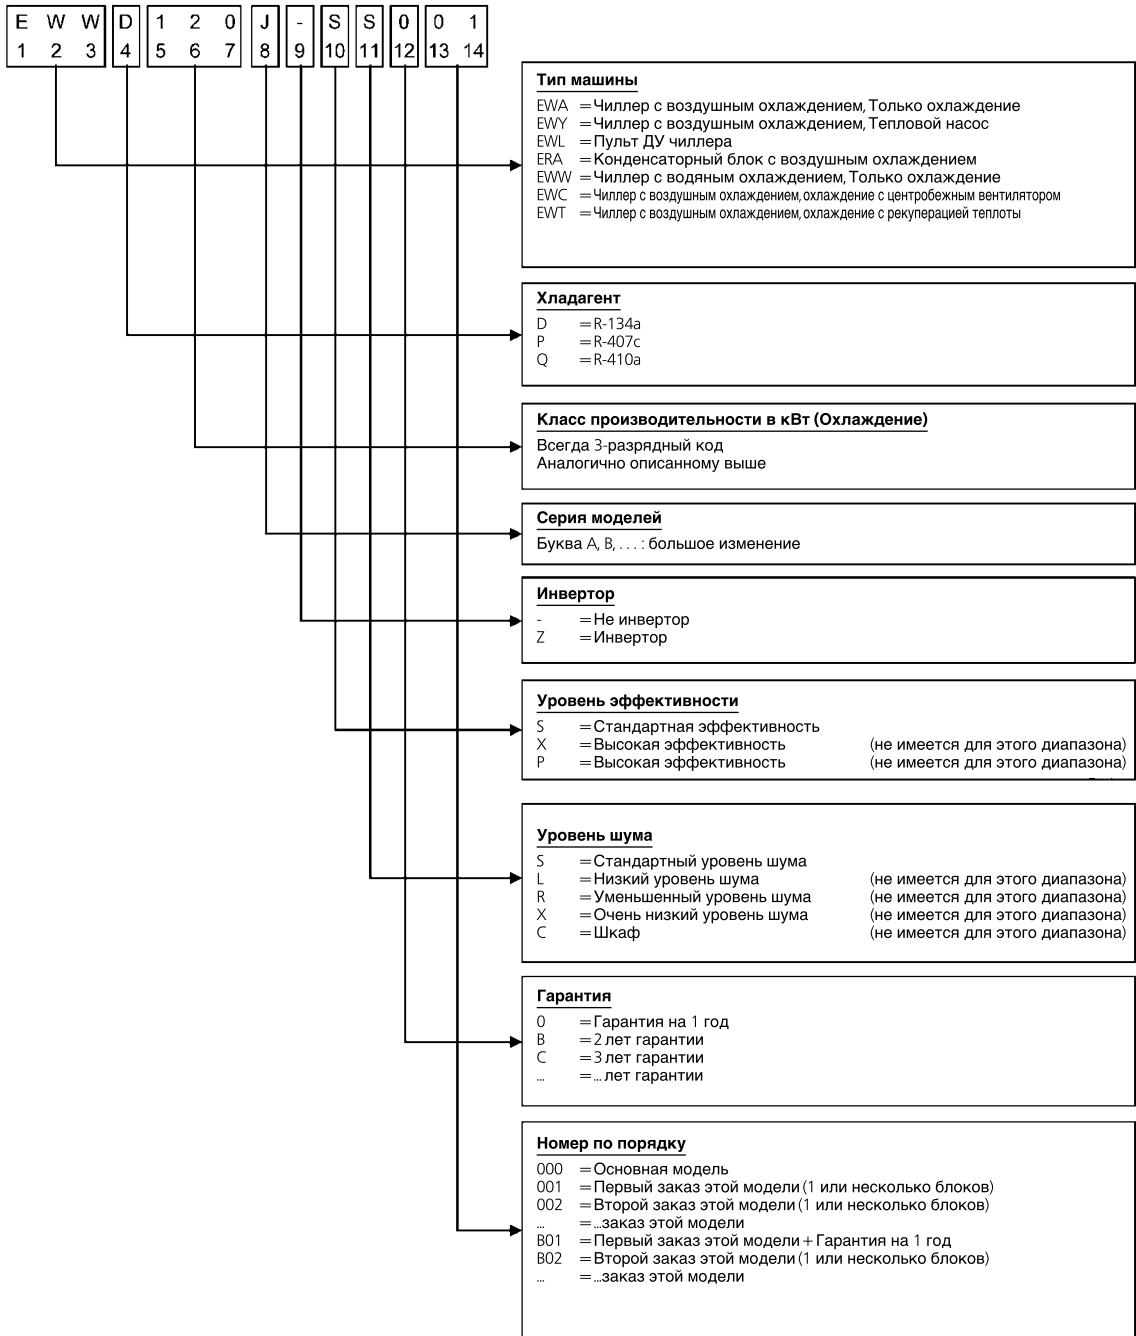 E W W D 1 2 0 J - S S 0 0 1
1 2 3 4 5 6 7 8 9 10 11 12 13 14
Тип машины
EWA =Чиллер с воздушным охлаждением, Только охлаждение
EWY =Чиллер с воздушным охлаждением, Тепловой насос
EWL =Пульт ДУ чиллера
ERA =Конденсаторный блок с воздушным охлаждением
EWW =Чиллер с водяным охлаждением, Только охлаждение
EWC =Чиллер с воздушным охлаждением, охлаждение с центробежным вентилятором
EWT =Чиллер с воздушным охлаждением, охлаждение с рекуперацией теплоты
Хладагент
D =R-134a
P =R-407c
Q =R-410a
Класс производительности в кВт (Охлаждение)
Всегда 3-разрядный код
Аналогично описанному выше
Серия моделей
Буква A, B, . . . : большое изменение
Инвертор
- =Не инвертор
Z =Инвертор
Уровень эффективности
S =Стандартная эффективность
X =Высокая эффективность (не имеется для этого диапазона)
P =Высокая эффективность (не имеется для этого диапазона)
Уровень шума
S =Стандартный уровень шума
L =Низкий уровень шума (не имеется для этого диапазона)
R =Уменьшенный уровень шума (не имеется для этого диапазона)
X =Очень низкий уровень шума (не имеется для этого диапазона)
C =Шкаф (не имеется для этого диапазона)
Гарантия
0 =Гарантия на 1 год
B =2 лет гарантии
C =3 лет гарантии
... =... лет гарантии
Номер по порядку
000 =Основная модель
001 =Первый заказ этой модели (1 или несколько блоков)
002 =Второй заказ этой модели (1 или несколько блоков)
... =...заказ этой модели
B01 =Первый заказ этой модели + Гарантия на 1 год
B02 =Второй заказ этой модели (1 или несколько блоков)
... =...заказ этой модели